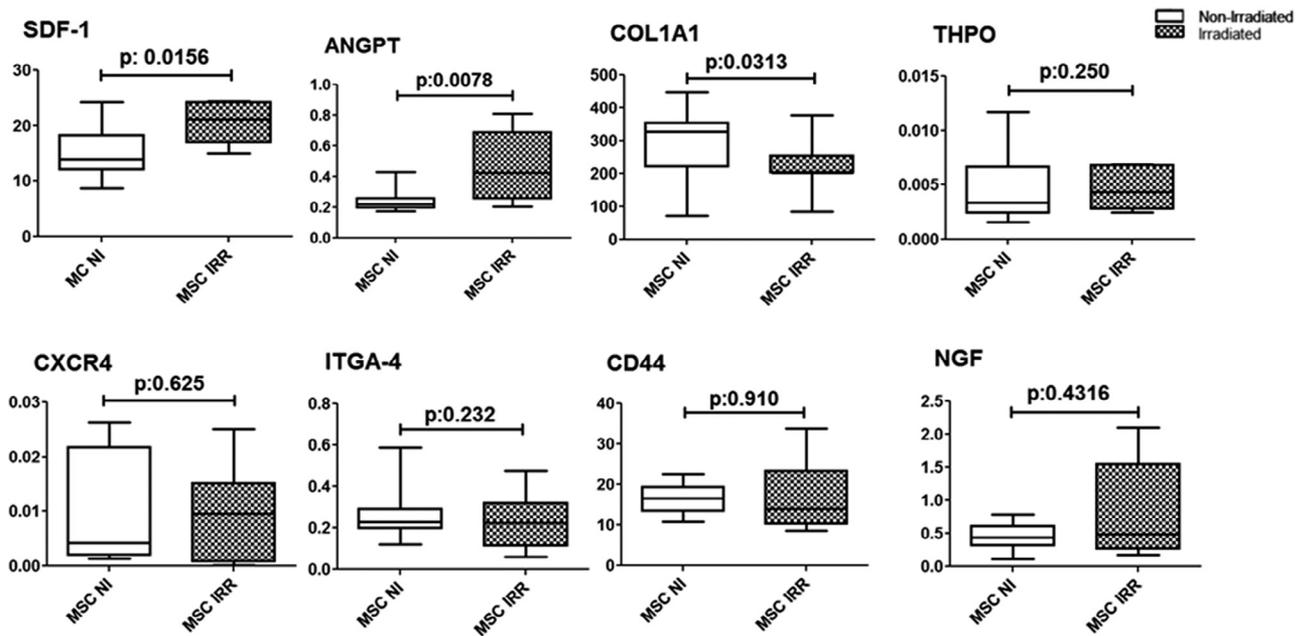 Non-Irradiated
Irradiated
SDF-1
p: 0.0156
30
20
10
0
MC NI
MSC IRR
ANGPT
p:0.0078
1.0
0.8
0.6
0.4
0.2
0.0
MSC NI
MSC IRR
COL1A1
p:0.0313
500
400
300
200
100
0
MSC NI
MSC IRR
THPO
p:0.250
0.015
0.010
0.005
0.000
MSC NI
MSC IRR
CXCR4
p:0.625
0.03
0.02
0.01
0.00
MSC NI
MSC IRR
ITGA-4
p:0.232
0.8
0.6
0.4
0.2
0.0
MSC NI
MSC IRR
CD44
p:0.910
40
30
20
10
0
MSC NI
MSC IRR
NGF
p:0.4316
2.5
2.0
1.5
1.0
0.5
0.0
MSC NI
MSC IRR